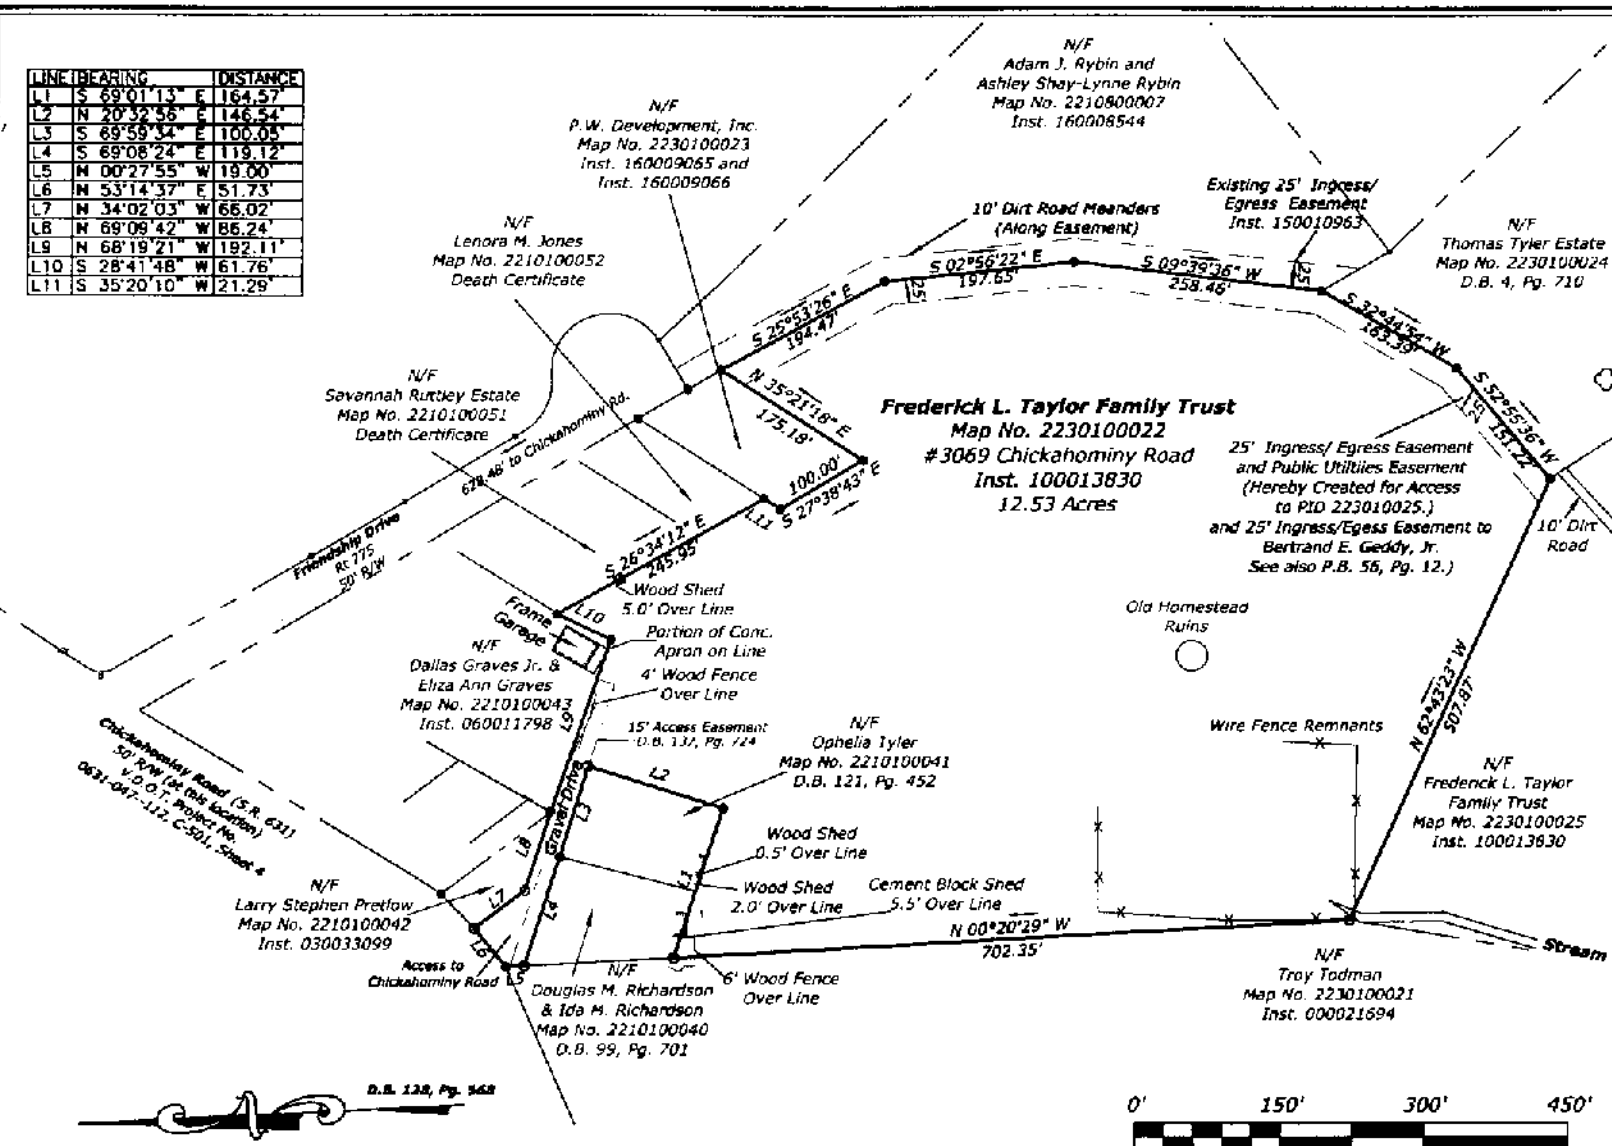 LINE BEARING DISTANCE
L1 S 69°01'13" E 164.57'
L2 N 20°32'56" E 146.54'
L3 S 69°59'34" E 100.05'
L4 S 69°08'24" E 119.12'
L5 N 00°27'55" W 19.00'
L6 N 53°14'37" E 51.73'
L7 N 34°02'03" W 66.02'
L8 N 69°09'42" W 86.24'
L9 N 68°19'21" W 192.11'
L10 S 28°41'48" W 61.76'
L11 S 35°20'10" W 21.29'
N/F
Adam J. Rybin and
Ashley Shay-Lynne Rybin
Map No. 2210800007
Inst. 160008544
N/F
P.W. Development, Inc.
Map No. 2230100023
Inst. 160009065 and
Inst. 160009066
Existing 25' Ingress/
Egress Easement
Inst. 150010963
N/F
Thomas Tyler Estate
Map No. 2230100024
D.B. 4, Pg. 710
10' Dirt Road Meanders
(Along Easement)
N/F
Lenora M. Jones
Map No. 2210100052
Death Certificate
S 02°56'22" E
197.65'
S 09°39'36" W
258.46'
25'
25'
S 25°53'26" E
194.47'
S 32°44'54" W
163.39'
S 52°55'36" W
151.22'
25'
N/F
Savannah Runley Estate
Map No. 2210100051
Death Certificate
N 35°21'18" E
175.18'
Frederick L. Taylor Family Trust
Map No. 2230100022
#3069 Chickahominy Road
Inst. 100013830
12.53 Acres
25' Ingress/ Egress Easement
and Public Utiltiies Easement
(Hereby Created for Access
to PID 223010025.)
and 25' Ingress/Egess Easement to
Bertrand E. Geddy, Jr.
See also P.B. 56, Pg. 12.)
10' Dirt
Road
628.48' to Chickahominy Rd.
100.00'
S 27°38'43" E
L11
Friendship Drive
Rt 775
50' R/W
S 26°34'12" E
245.95'
Wood Shed
5.0' Over Line
L10
Frame
Garage
Portion of Conc.
Apron on Line
Old Homestead
Ruins
N/F
Dallas Graves Jr. &
Eliza Ann Graves
Map No. 2210100043
Inst. 060011798
4' Wood Fence
Over Line
L9
15' Access Easement
D.B. 137, Pg. 724
N 62°43'23" W
507.87'
Chickahominy Road (S.R. 631)
50' R/W (at this location)
V.D.O.T. Project No.
0631-047-112, C-501, Sheet 4
N/F
Ophelia Tyler
Map No. 2210100041
D.B. 121, Pg. 452
Wire Fence Remnants
L2
Gravel Drive
L3
N/F
Frederick L. Taylor
Family Trust
Map No. 2230100025
Inst. 100013830
Wood Shed
0.5' Over Line
L8
L1
Wood Shed
2.0' Over Line
Cement Block Shed
5.5' Over Line
N/F
Larry Stephen Pretlow
Map No. 2210100042
Inst. 030033099
L7
L4
L6
L5
Access to
Chickahominy Road
N 00°20'29" W
702.35'
Stream
N/F
Douglas M. Richardson
& Ida M. Richardson
Map No. 2210100040
D.B. 99, Pg. 701
6' Wood Fence
Over Line
N/F
Troy Todman
Map No. 2230100021
Inst. 000021694
D.B. 128, Pg. 568
0' 150' 300' 450'